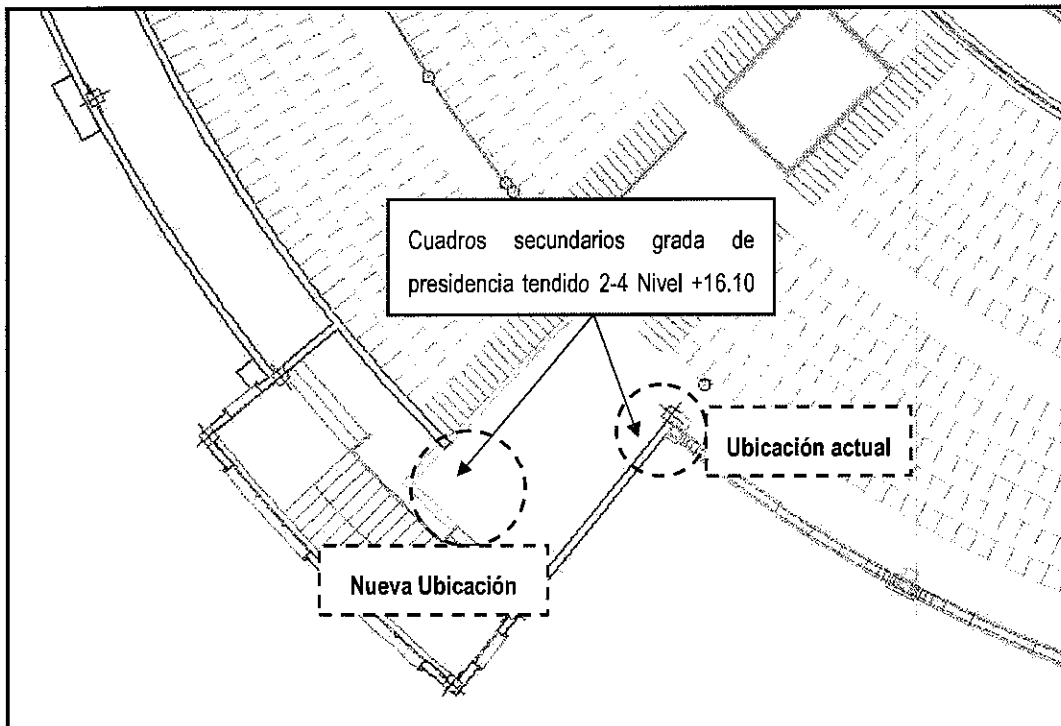 Cuadros secundarios grada de
presidencia tendido 2-4 Nivel +16.10
Ubicación actual
Nueva Ubicación